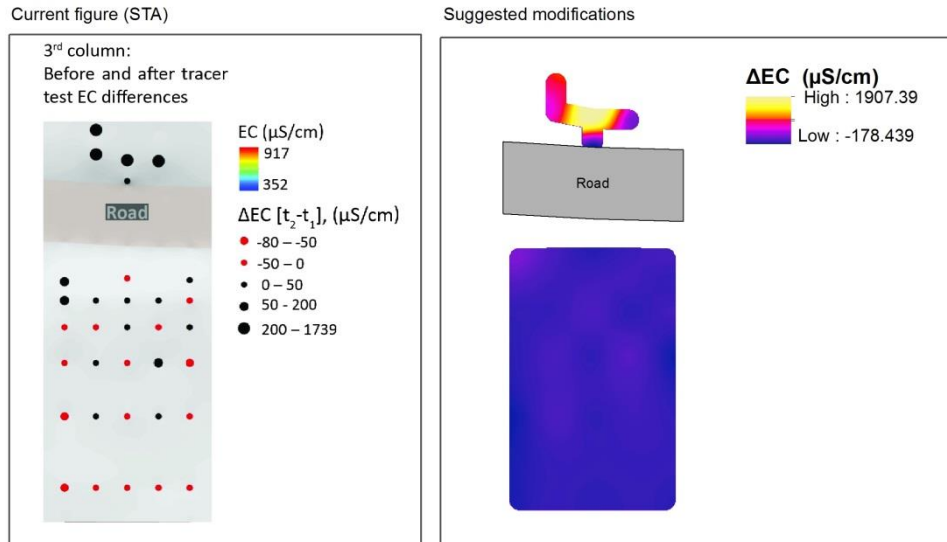 Current figure (STA)
3rd column:
Before and after tracer
test EC differences
EC (µS/cm)
917
352
Road
ΔEC [t2-t1], (µS/cm)
-80 – -50
-50 – 0
0 – 50
50 - 200
200 – 1739
Suggested modifications
ΔEC (µS/cm)
High : 1907.39
Low : -178.439
Road